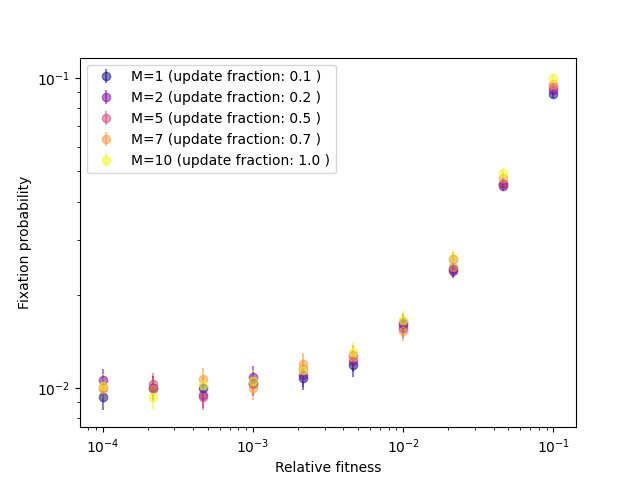 M=1 (update fraction: 0.1 )
M=2 (update fraction: 0.2 )
M=5 (update fraction: 0.5 )
M=7 (update fraction: 0.7 )
M=10 (update fraction: 1.0 )
10⁻¹
10⁻²
Fixation probability
10⁻⁴ 10⁻³ 10⁻² 10⁻¹
Relative fitness